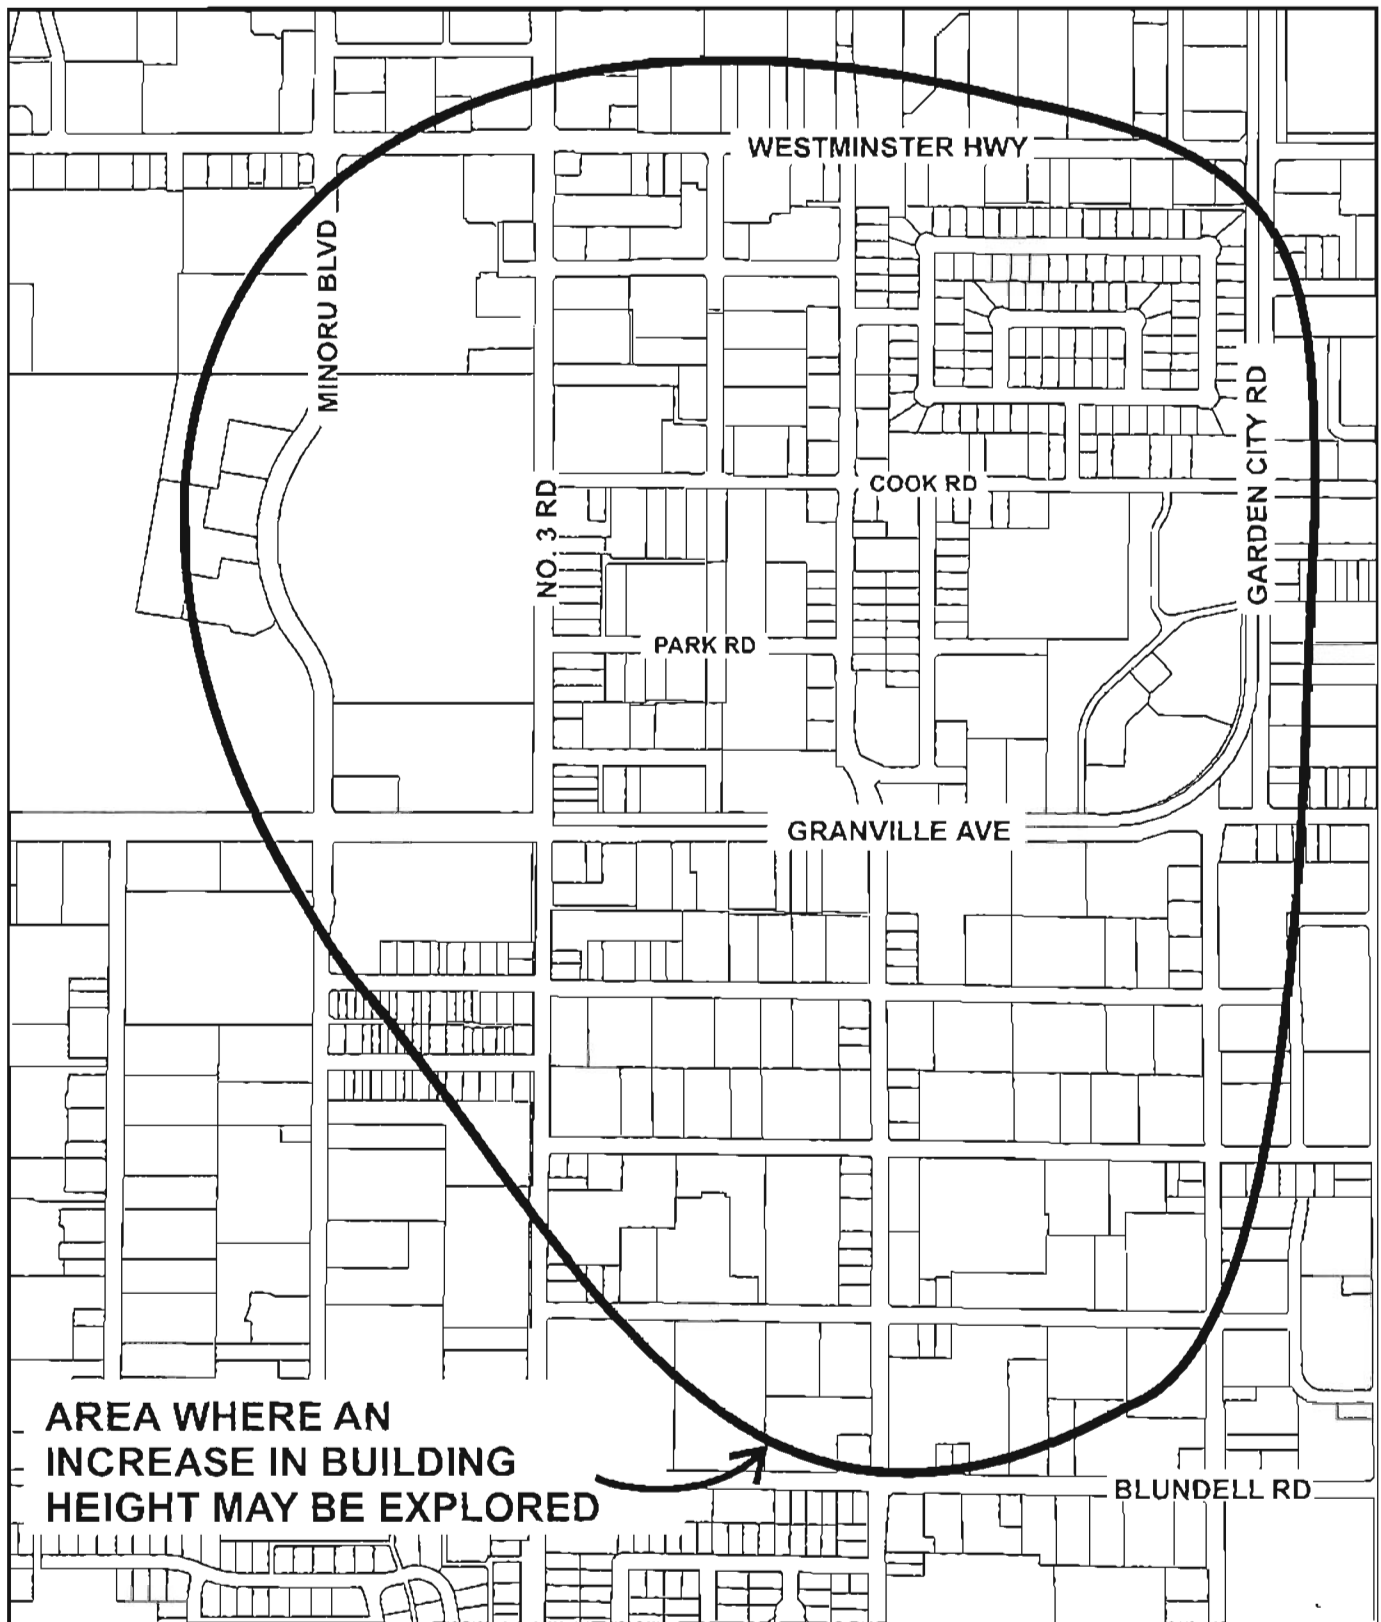 WESTMINSTER HWY
MINORU BLVD
GARDEN CITY RD
COOK RD
NO. 3 RD
PARK RD
GRANVILLE AVE
AREA WHERE AN
INCREASE IN BUILDING
HEIGHT MAY BE EXPLORED
BLUNDELL RD